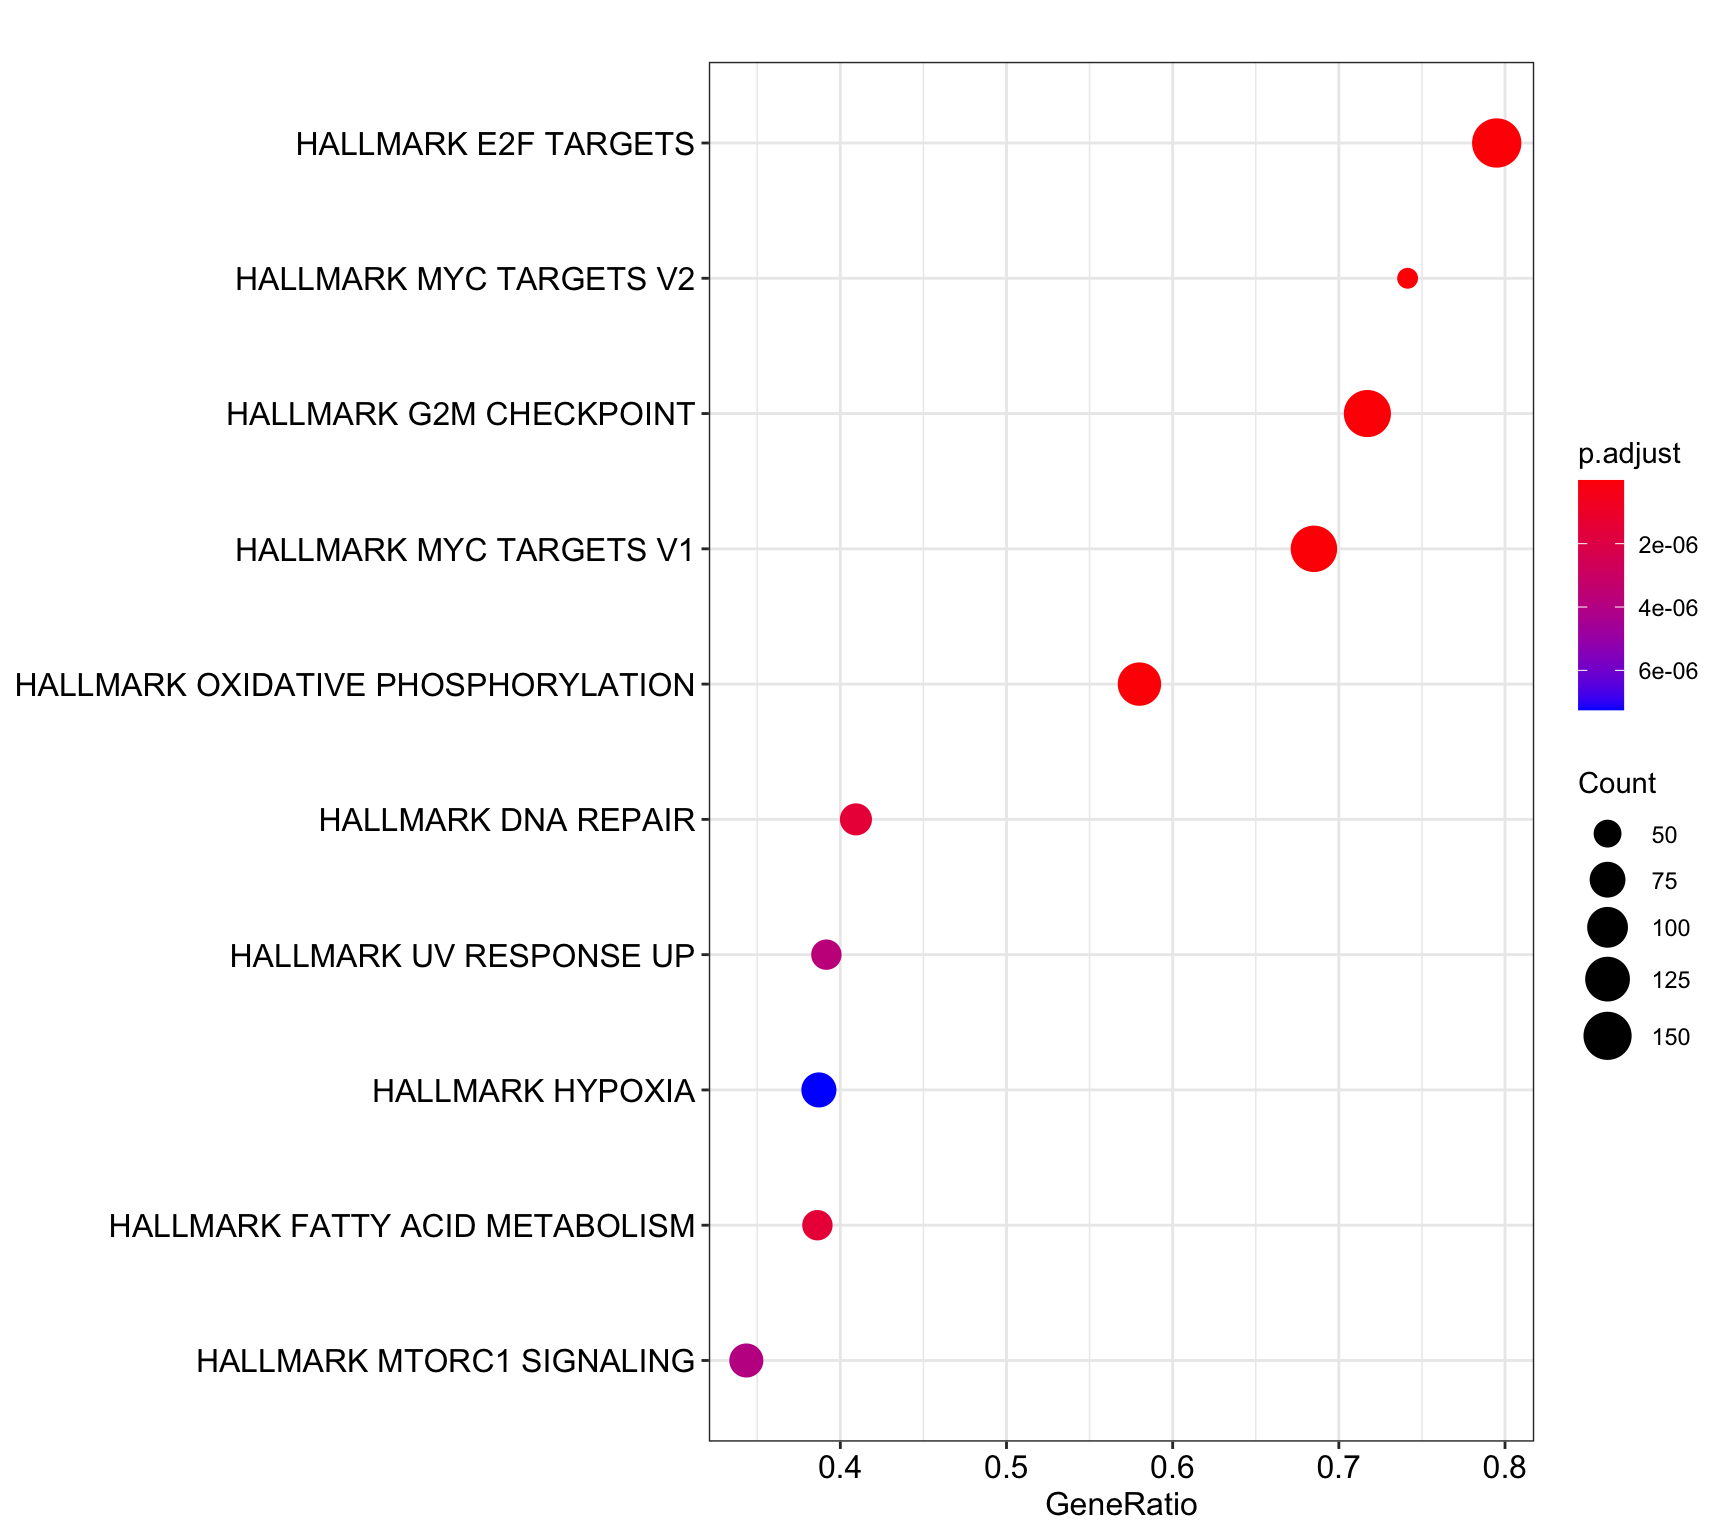 HALLMARK E2F TARGETS
HALLMARK MYC TARGETS V2
HALLMARK G2M CHECKPOINT
HALLMARK MYC TARGETS V1
HALLMARK OXIDATIVE PHOSPHORYLATION
HALLMARK DNA REPAIR
HALLMARK UV RESPONSE UP
HALLMARK HYPOXIA
HALLMARK FATTY ACID METABOLISM
HALLMARK MTORC1 SIGNALING
0.4 0.5 0.6 0.7 0.8
GeneRatio
p.adjust
2e-06
4e-06
6e-06
Count
50
75
100
125
150